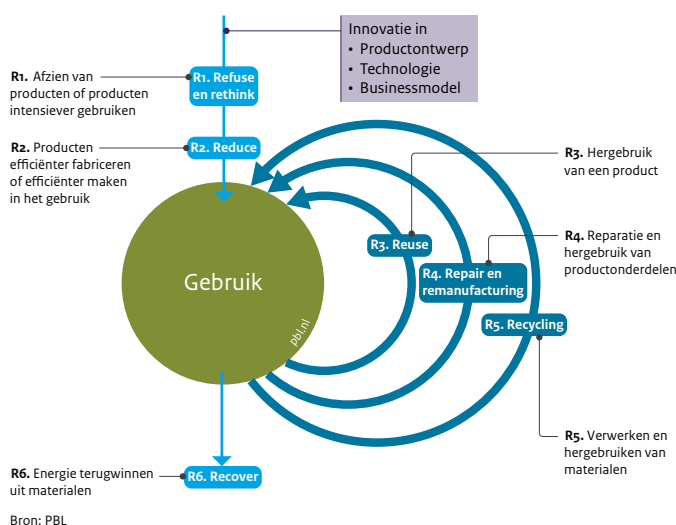 Innovatie in
• Productontwerp
• Technologie
• Businessmodel
R1. Afzien van
producten of producten
intensiever gebruiken
R1. Refuse
en rethink
R2. Producten
efficiënter fabriceren
of efficiënter maken
in het gebruik
R2. Reduce
R3. Hergebruik
van een product
R3. Reuse
R4. Reparatie en
hergebruik van
productonderdelen
R4. Repair en
remanufacturing
Gebruik
pbl.nl
R5. Recycling
R5. Verwerken en
hergebruiken van
materialen
R6. Energie terugwinnen
uit materialen
R6. Recover
Bron: PBL